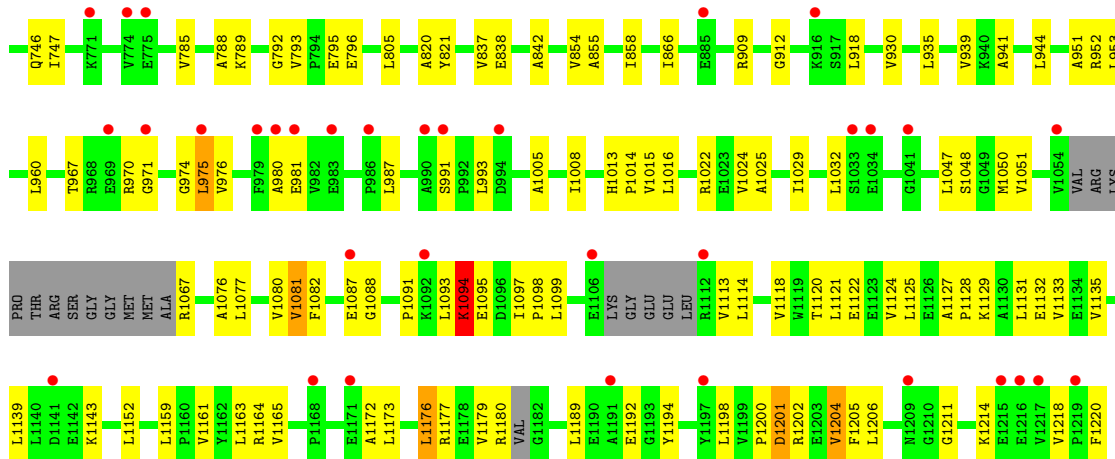 Q746 I747 K771 V774 E775 V785 A788 K789 G792 V793 P794 E795 E796 L805 A820 Y821 V837 E838 A842 V854 A855 I858 I866 E885 R909 G912 K916 S917 L918 V930 L935 V939 K940 A941 L944 A951 R952 L953
L960 T967 R968 E969 R970 G971 G974 L975 V976 F979 A980 E981 V982 E983 P986 L987 A990 S991 P992 L993 D994 A1005 I1008 H1013 P1014 V1015 L1016 R1022 E1023 V1024 A1025 I1029 L1032 S1033 E1034 G1041 L1047 S1048 G1049 M1050 V1051 V1054 VAL ARG LYS
PRO THR ARG SER GLY GLY MET MET ALA R1067 A1076 L1077 V1080 V1081 F1082 E1087 G1088 P1091 K1092 L1093 K1094 E1095 D1096 I1097 P1098 L1099 E1106 LYS GLY GLU GLU LEU R1112 V1113 L1114 V1118 W1119 T1120 L1121 E1122 E1123 V1124 L1125 E1126 A1127 P1128 K1129 A1130 L1131 E1132 V1133 E1134 V1135
L1139 L1140 D1141 E1142 K1143 L1152 L1159 P1160 V1161 Y1162 L1163 R1164 V1165 P1168 E1171 A1172 L1173 L1176 R1177 E1178 V1179 R1180 VAL G1182 L1189 E1190 A1191 E1192 G1193 Y1194 Y1197 L1198 V1199 P1200 D1201 R1202 E1203 V1204 F1205 L1206 N1209 G1210 G1211 K1214 E1215 E1216 V1217 V1218 P1219 F1220